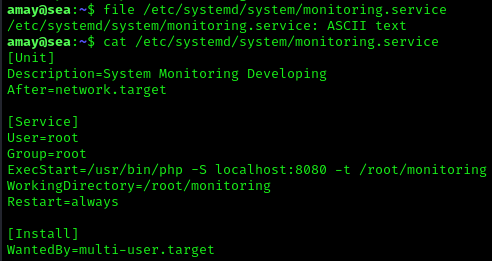 amay@sea:~$ file /etc/systemd/system/monitoring.service
/etc/systemd/system/monitoring.service: ASCII text
amay@sea:~$ cat /etc/systemd/system/monitoring.service
[Unit]
Description=System Monitoring Developing
After=network.target

[Service]
User=root
Group=root
ExecStart=/usr/bin/php -S localhost:8080 -t /root/monitoring
WorkingDirectory=/root/monitoring
Restart=always

[Install]
WantedBy=multi-user.target